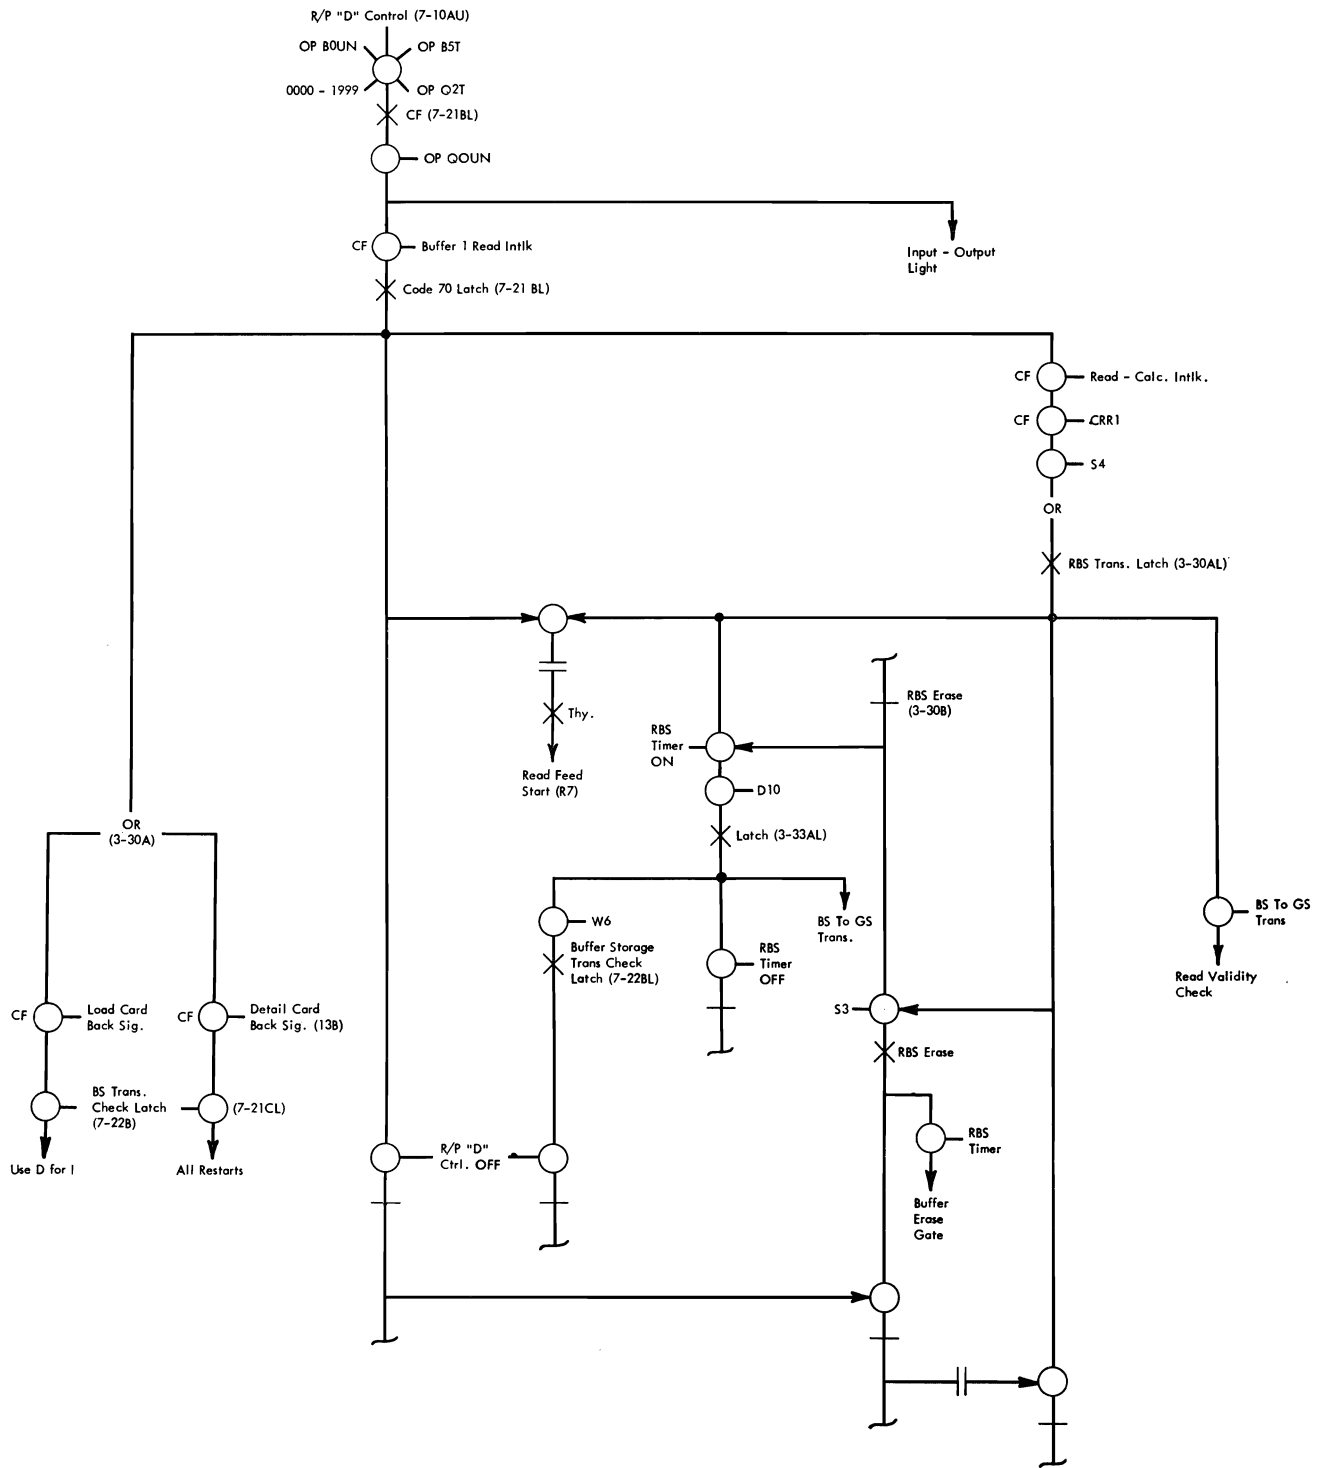 R/P "D" Control (7-10AU)
OP B0UN
OP B5T
0000 - 1999
OP Q2T
CF (7-21BL)
OP QOUN
CF
Buffer 1 Read Intlk
Input - Output
Light
Code 70 Latch (7-21 BL)
CF
Read - Calc. Intlk.
CF
CRR1
S4
OR
RBS Trans. Latch (3-30AL)
RBS Erase
(3-30B)
Thy.
RBS
Timer
ON
Read Feed
Start (R7)
D10
OR
(3-30A)
Latch (3-33AL)
W6
BS To GS
Trans.
BS To GS
Trans
Buffer Storage
Trans Check
Latch (7-22BL)
RBS
Timer
OFF
Read Validity
Check
CF
Load Card
Back Sig.
CF
Detail Card
Back Sig. (13B)
S3
RBS Erase
BS Trans.
Check Latch
(7-22B)
(7-21CL)
RBS
Timer
R/P "D"
Ctrl. OFF
Use D for I
All Restarts
Buffer
Erase
Gate